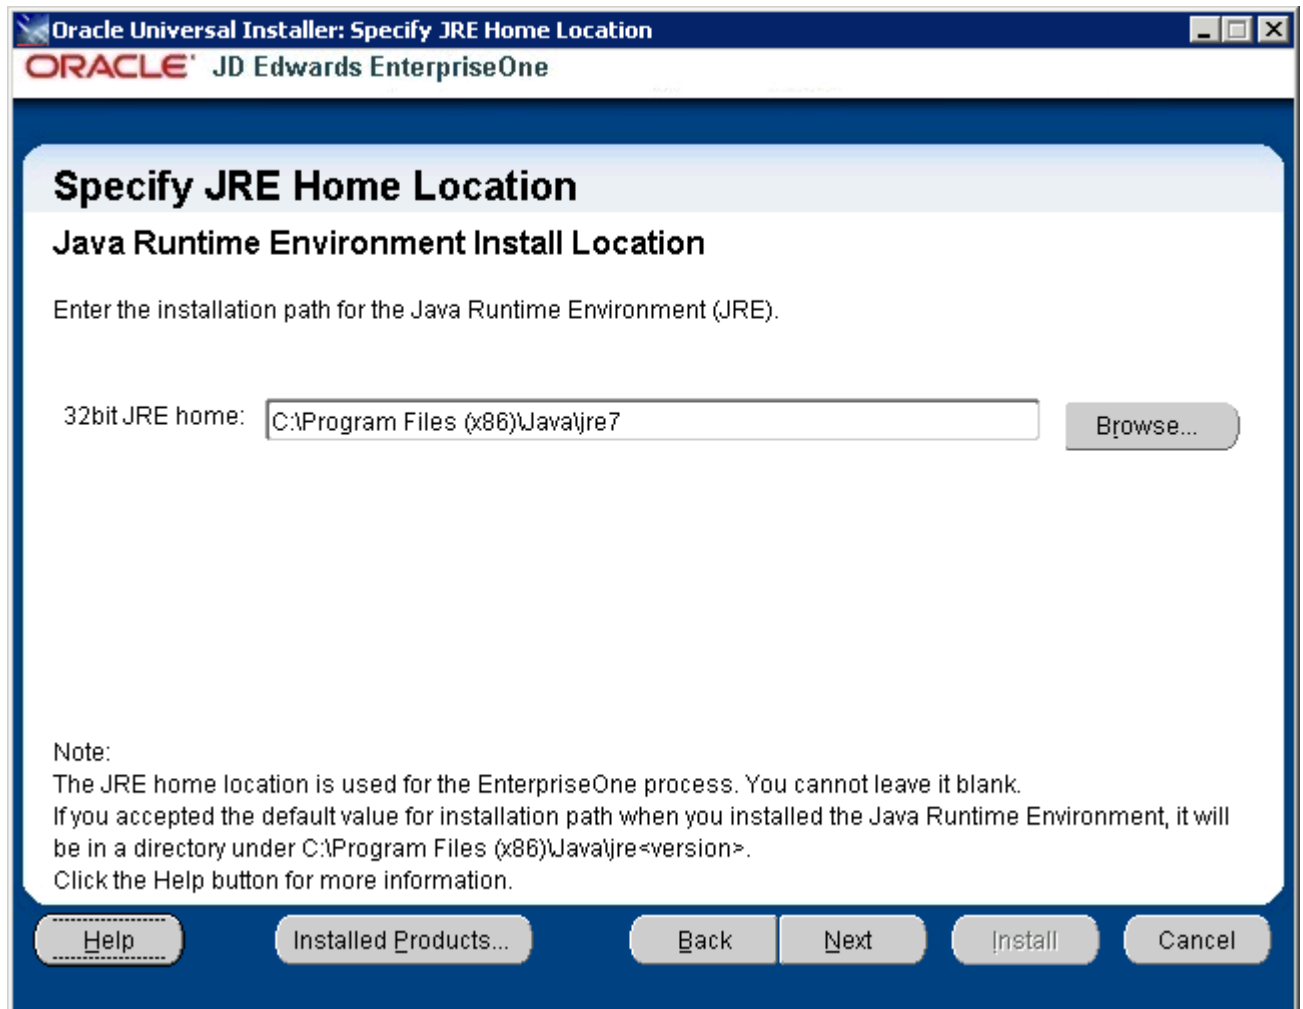 Oracle Universal Installer: Specify JRE Home Location
ORACLE' JD Edwards EnterpriseOne
Specify JRE Home Location
Java Runtime Environment Install Location
Enter the installation path for the Java Runtime Environment (JRE).
32bit JRE home: C:\Program Files (x86)\Java\jre7 Browse...
Note:
The JRE home location is used for the EnterpriseOne process. You cannot leave it blank.
If you accepted the default value for installation path when you installed the Java Runtime Environment, it will
be in a directory under C:\Program Files (x86)\Java\jre<version>.
Click the Help button for more information.
Help Installed Products... Back Next Install Cancel